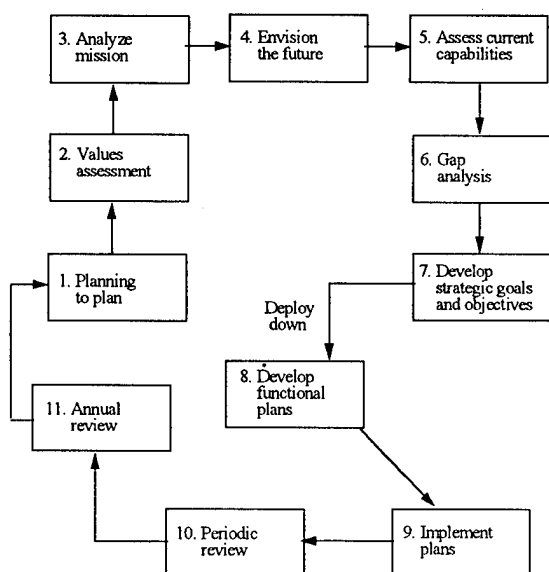 1. Planning
to plan
2. Values
assessment
3. Analyze
mission
4. Envision
the future
5. Assess current
capabilities
6. Gap
analysis
7. Develop
strategic goals
and objectives
Deploy
down
8. Develop
functional
plans
9. Implement
plans
10. Periodic
review
11. Annual
review